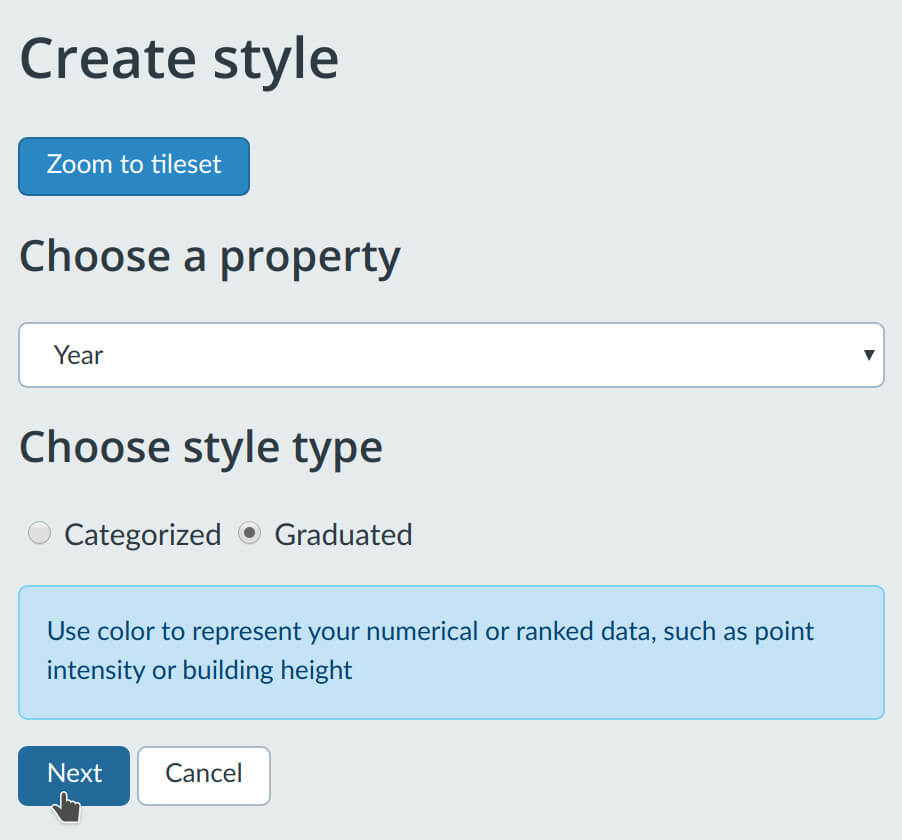 Create style
Zoom to tileset
Choose a property
Year
Choose style type
Categorized Graduated
Use color to represent your numerical or ranked data, such as point
intensity or building height
Next Cancel